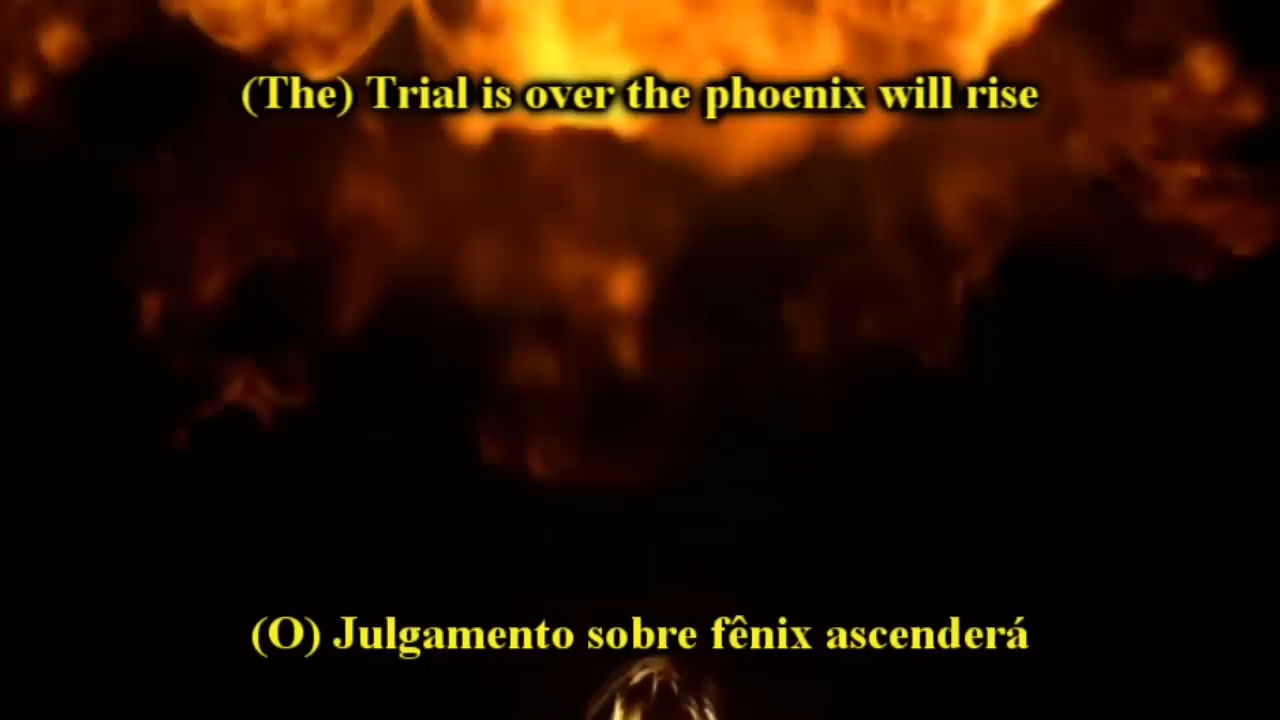 (The) Trial is over the phoenix will rise
(O) Julgamento sobre fênix ascenderá